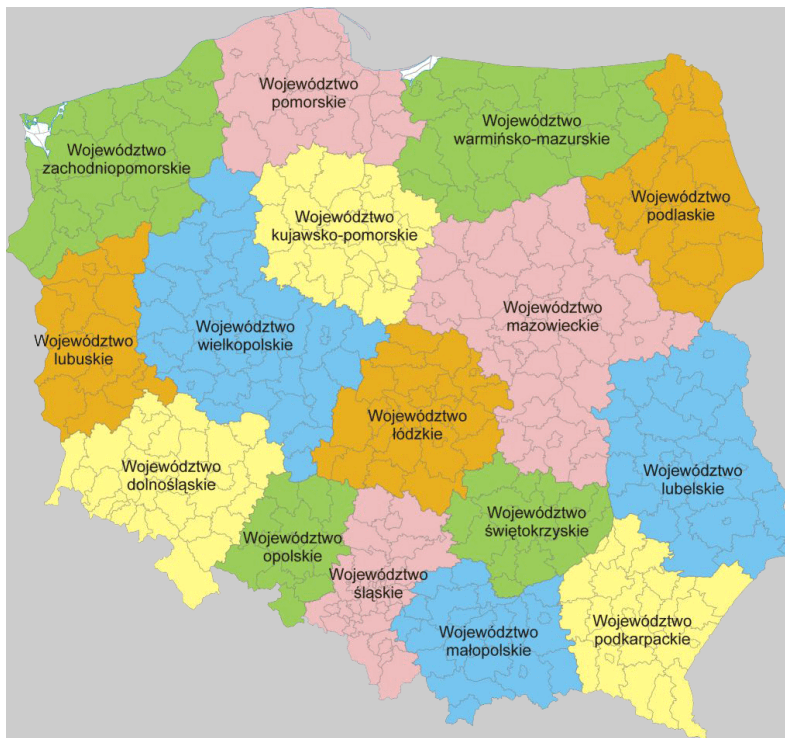 Województwo
pomorskie
Województwo
warmińsko-mazurskie
Województwo
zachodniopomorskie
Województwo
podlaskie
Województwo
kujawsko-pomorskie
Województwo
mazowieckie
Województwo
wielkopolskie
Województwo
lubuskie
Województwo
łódzkie
Województwo
dolnośląskie
Województwo
lubelskie
Województwo
świętokrzyskie
Województwo
opolskie
Województwo
śląskie
Województwo
podkarpackie
Województwo
małopolskie